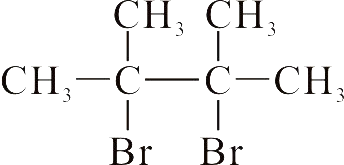 CH₃ CH₃
CH₃ — C — C — CH₃
Br Br